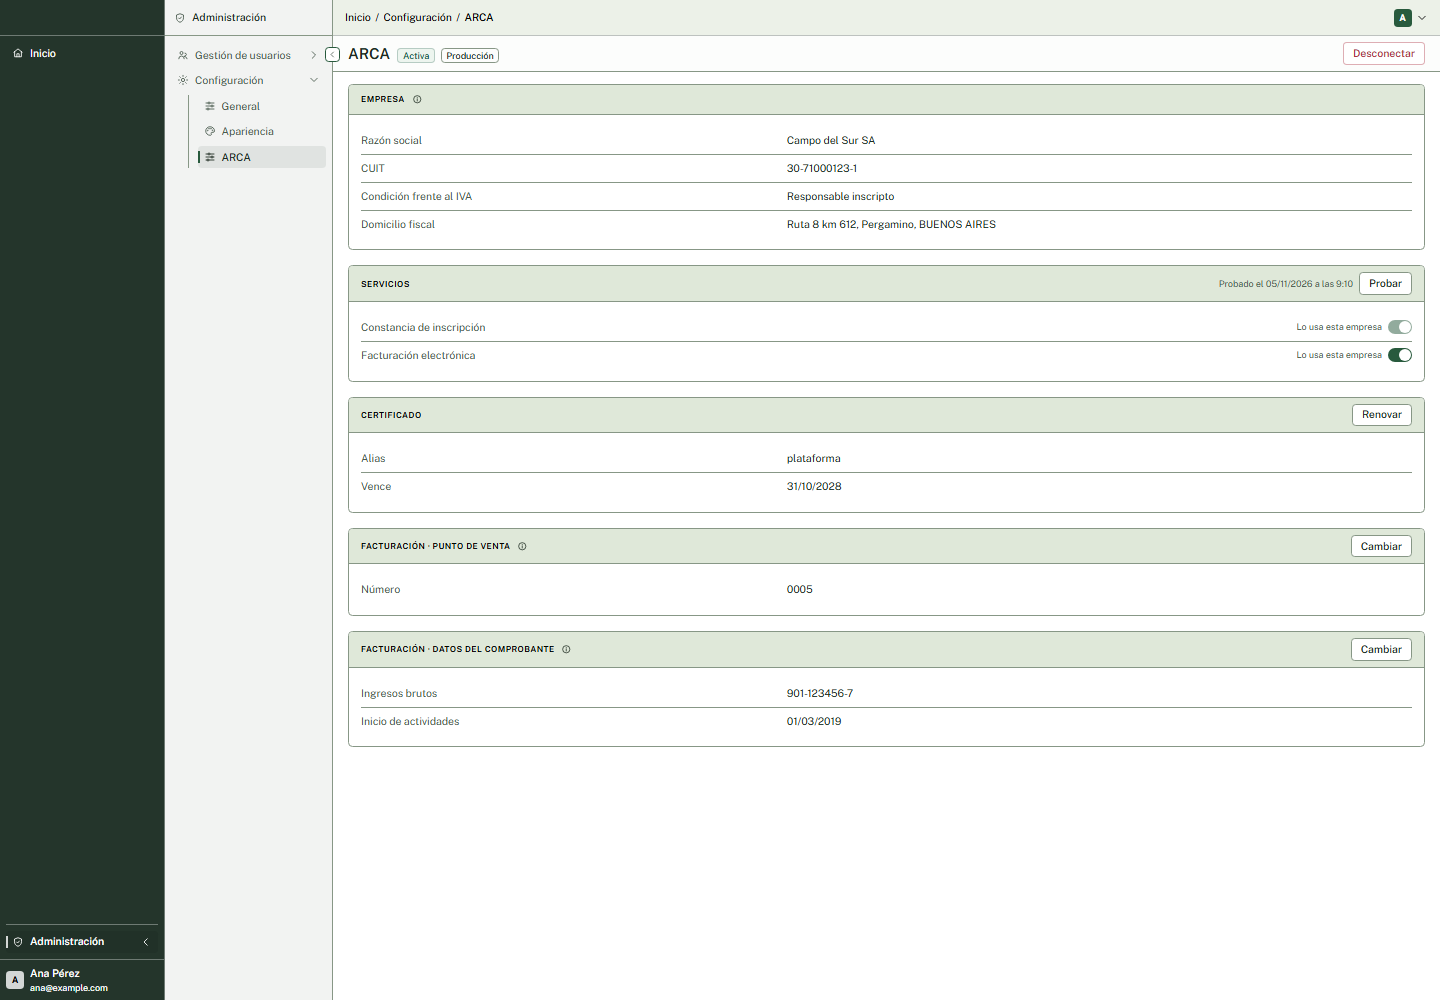 Administración
Inicio / Configuración / ARCA
A
Inicio
Gestión de usuarios
Configuración
General
Apariencia
ARCA
ARCA Activa Producción
Desconectar
EMPRESA
Razón social Campo del Sur SA
CUIT 30-71000123-1
Condición frente al IVA Responsable inscripto
Domicilio fiscal Ruta 8 km 612, Pergamino, BUENOS AIRES
SERVICIOS Probado el 05/11/2026 a las 9:10 Probar
Constancia de inscripción Lo usa esta empresa
Facturación electrónica Lo usa esta empresa
CERTIFICADO Renovar
Alias plataforma
Vence 31/10/2028
FACTURACIÓN · PUNTO DE VENTA Cambiar
Número 0005
FACTURACIÓN · DATOS DEL COMPROBANTE Cambiar
Ingresos brutos 901-123456-7
Inicio de actividades 01/03/2019
Administración
A
Ana Pérez
ana@example.com